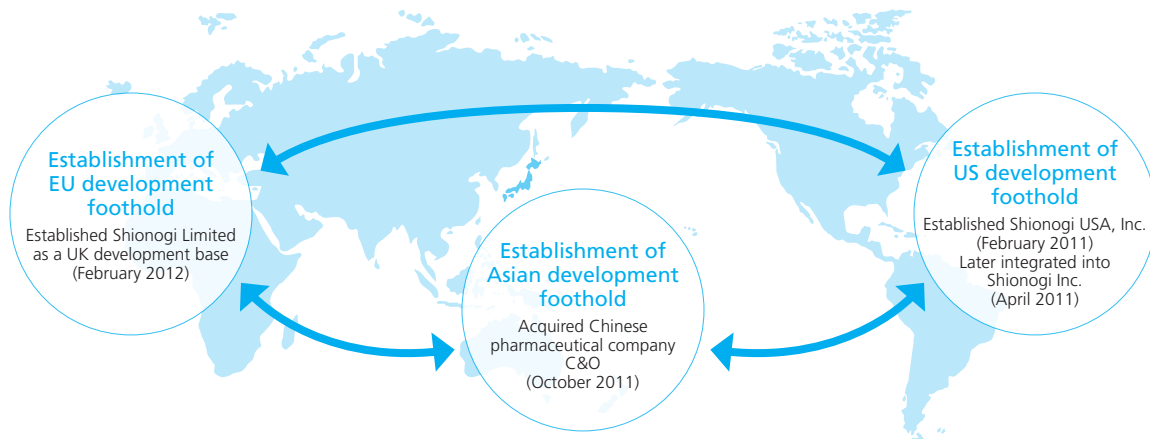 Establishment of
EU development
foothold
Established Shionogi Limited
as a UK development base
(February 2012)
Establishment of
Asian development
foothold
Acquired Chinese
pharmaceutical company
C&O
(October 2011)
Establishment of
US development
foothold
Established Shionogi USA, Inc.
(February 2011)
Later integrated into
Shionogi Inc.
(April 2011)